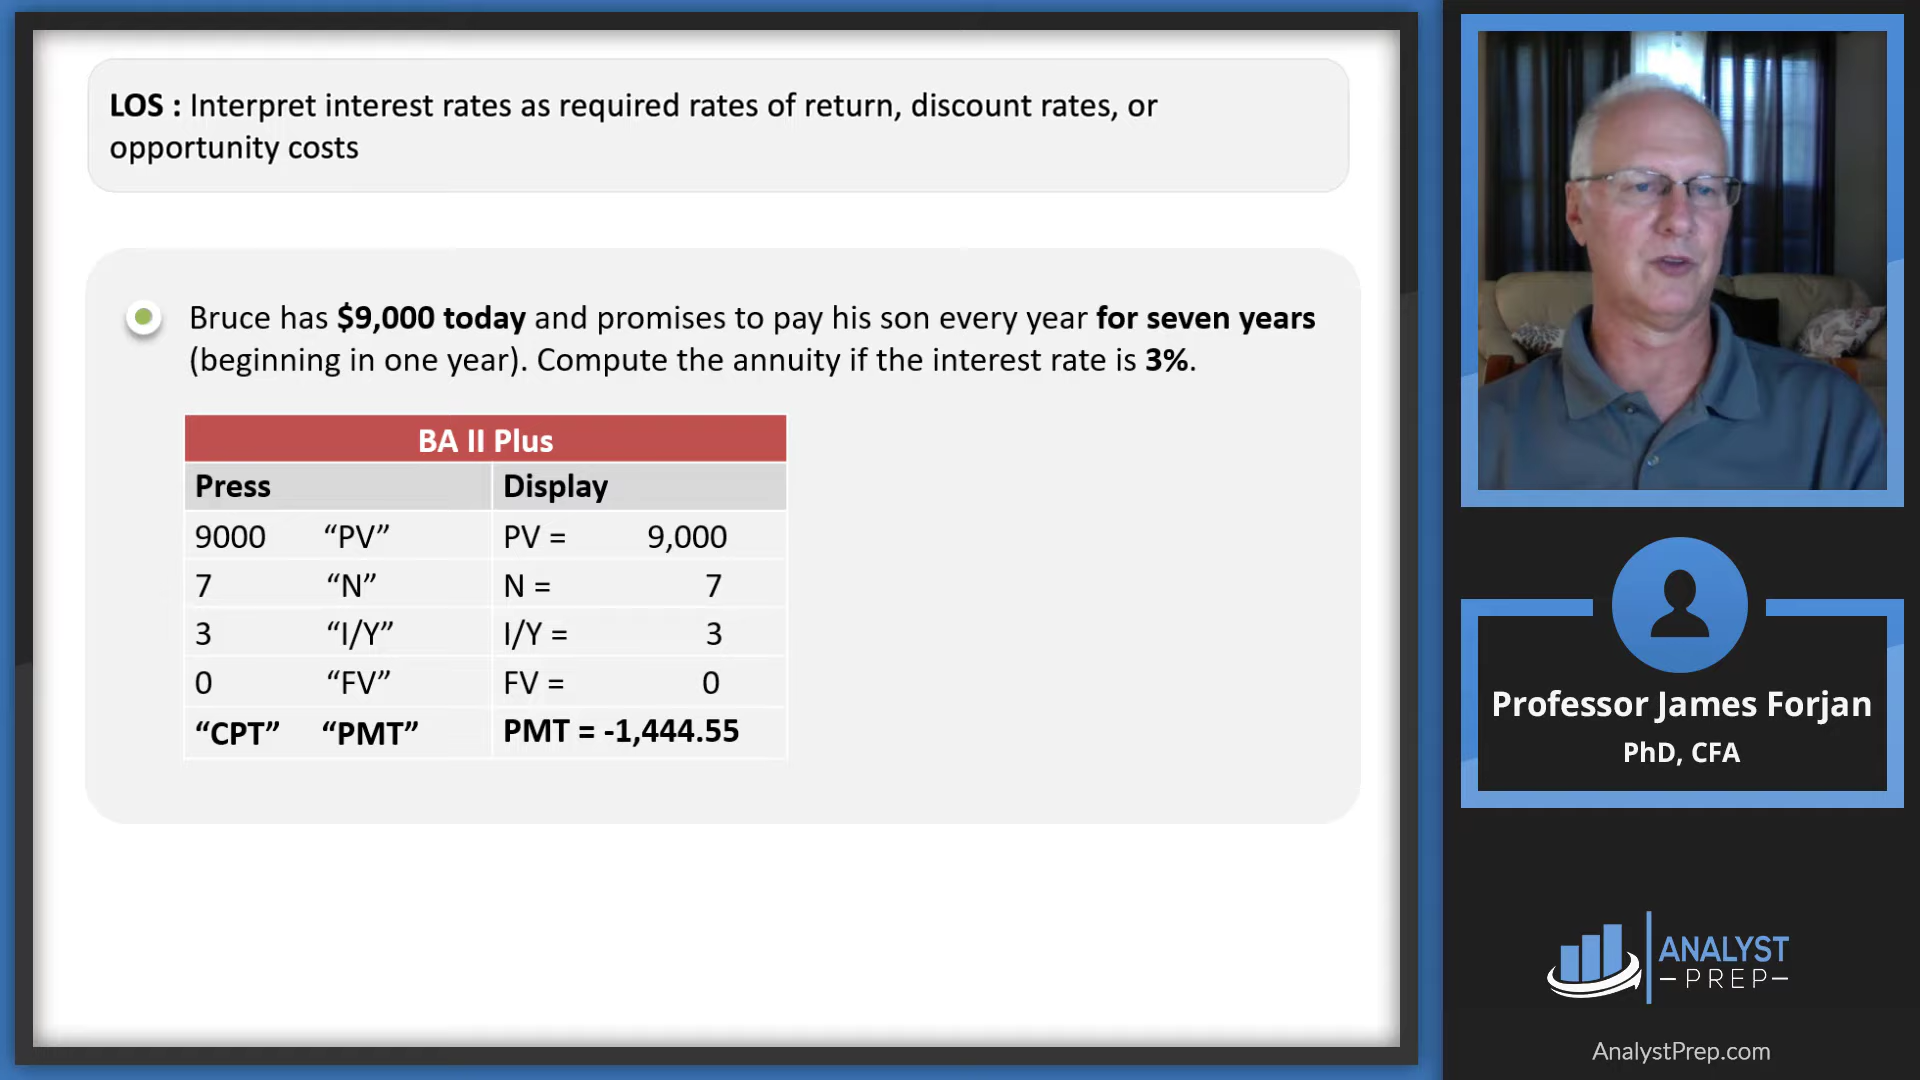 LOS : Interpret interest rates as required rates of return, discount rates, or
opportunity costs
Bruce has $9,000 today and promises to pay his son every year for seven years
(beginning in one year). Compute the annuity if the interest rate is 3%.
BA II Plus
Press Display
9000 “PV” PV = 9,000
7 “N” N = 7
3 “I/Y” I/Y = 3
0 “FV” FV = 0
“CPT” “PMT” PMT = -1,444.55
Professor James Forjan
PhD, CFA
ANALYST
PREP
AnalystPrep.com